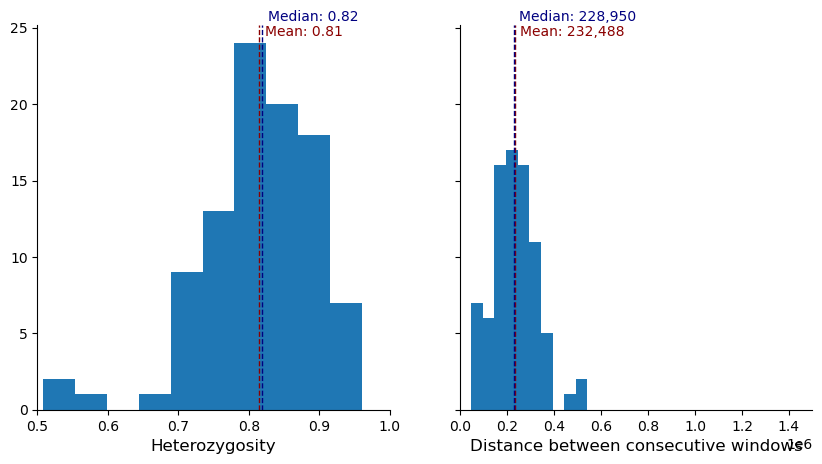 Median: 0.82
Mean: 0.81
25
20
15
10
5
0
0.5 0.6 0.7 0.8 0.9 1.0
Heterozygosity
Median: 228,950
Mean: 232,488
0.0 0.2 0.4 0.6 0.8 1.0 1.2 1.4
1e6
Distance between consecutive windows